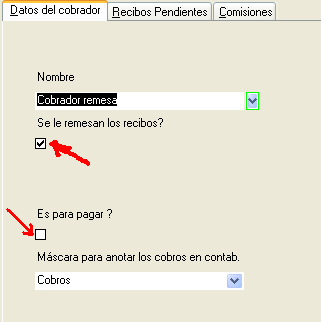 Datos del cobrador Recibos Pendientes Comisiones
Nombre
Cobrador remesa
Se le remesan los recibos?
Es para pagar ?
Máscara para anotar los cobros en contab.
Cobros